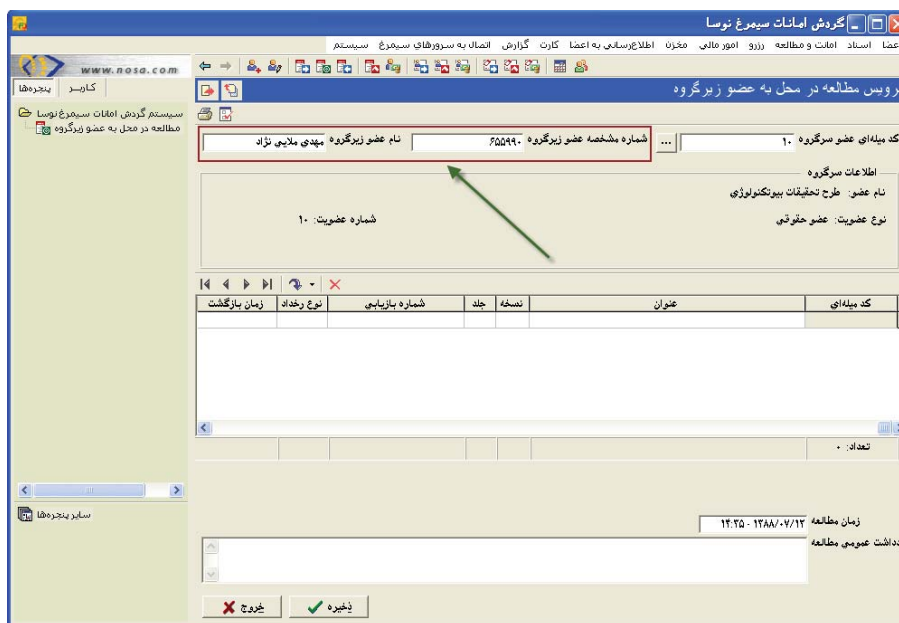 گردش امانات سیمرغ نوسا
عضا اسناد امانت و مطالعه رزرو امور مالی مخزن اطلاع‌رسانی به اعضا کارت گزارش اتصال به سرورهای سیمرغ سیستم
www.nosa.com
کاربر پنجره‌ها
رویس مطالعه در محل به عضو زیرگروه
سیستم گردش امانات سیمرغ نوسا
مطالعه در محل به عضو زیرگروه
کد میله‌ای عضو سرگروه ۱۰ ... شماره مشخصه عضو زیرگروه ۶۵۵۹۹۰ نام عضو زیرگروه مهدی ملایی نژاد
اطلاعات سرگروه
نام عضو: طرح تحقیقات بیوتکنولوژی
نوع عضویت: عضو حقوقی شماره عضویت: ۱۰
کد میله‌ای عنوان نسخه جلد شماره بازیابی نوع رخداد زمان بازگشت
تعداد: ۰
سایر پنجره‌ها
زمان مطالعه ۱۳۸۸/۰۷/۱۲ - ۱۴:۲۵
دداشت عمومی مطالعه
ذخیره خروج